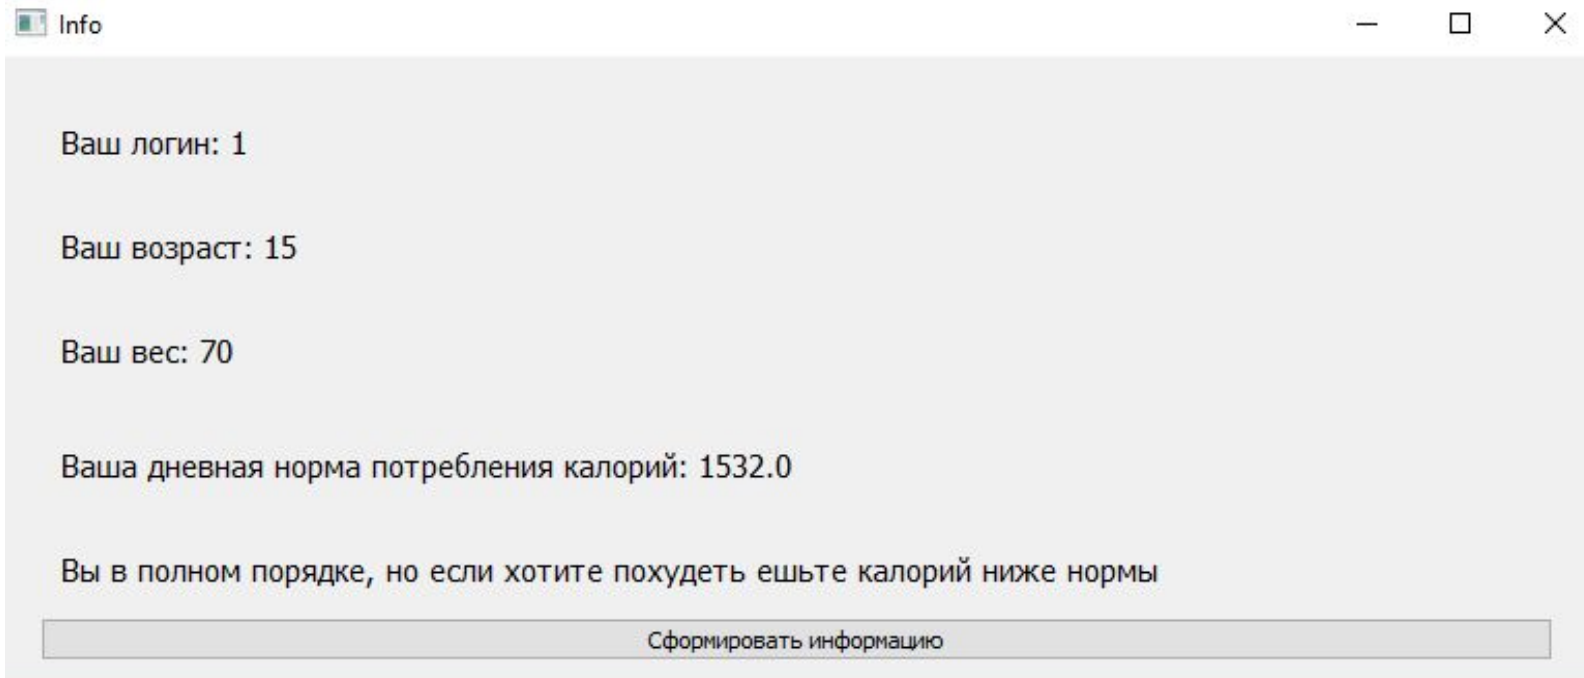 Info
Ваш логин: 1
Ваш возраст: 15
Ваш вес: 70
Ваша дневная норма потребления калорий: 1532.0
Вы в полном порядке, но если хотите похудеть ешьте калорий ниже нормы
Сформировать информацию